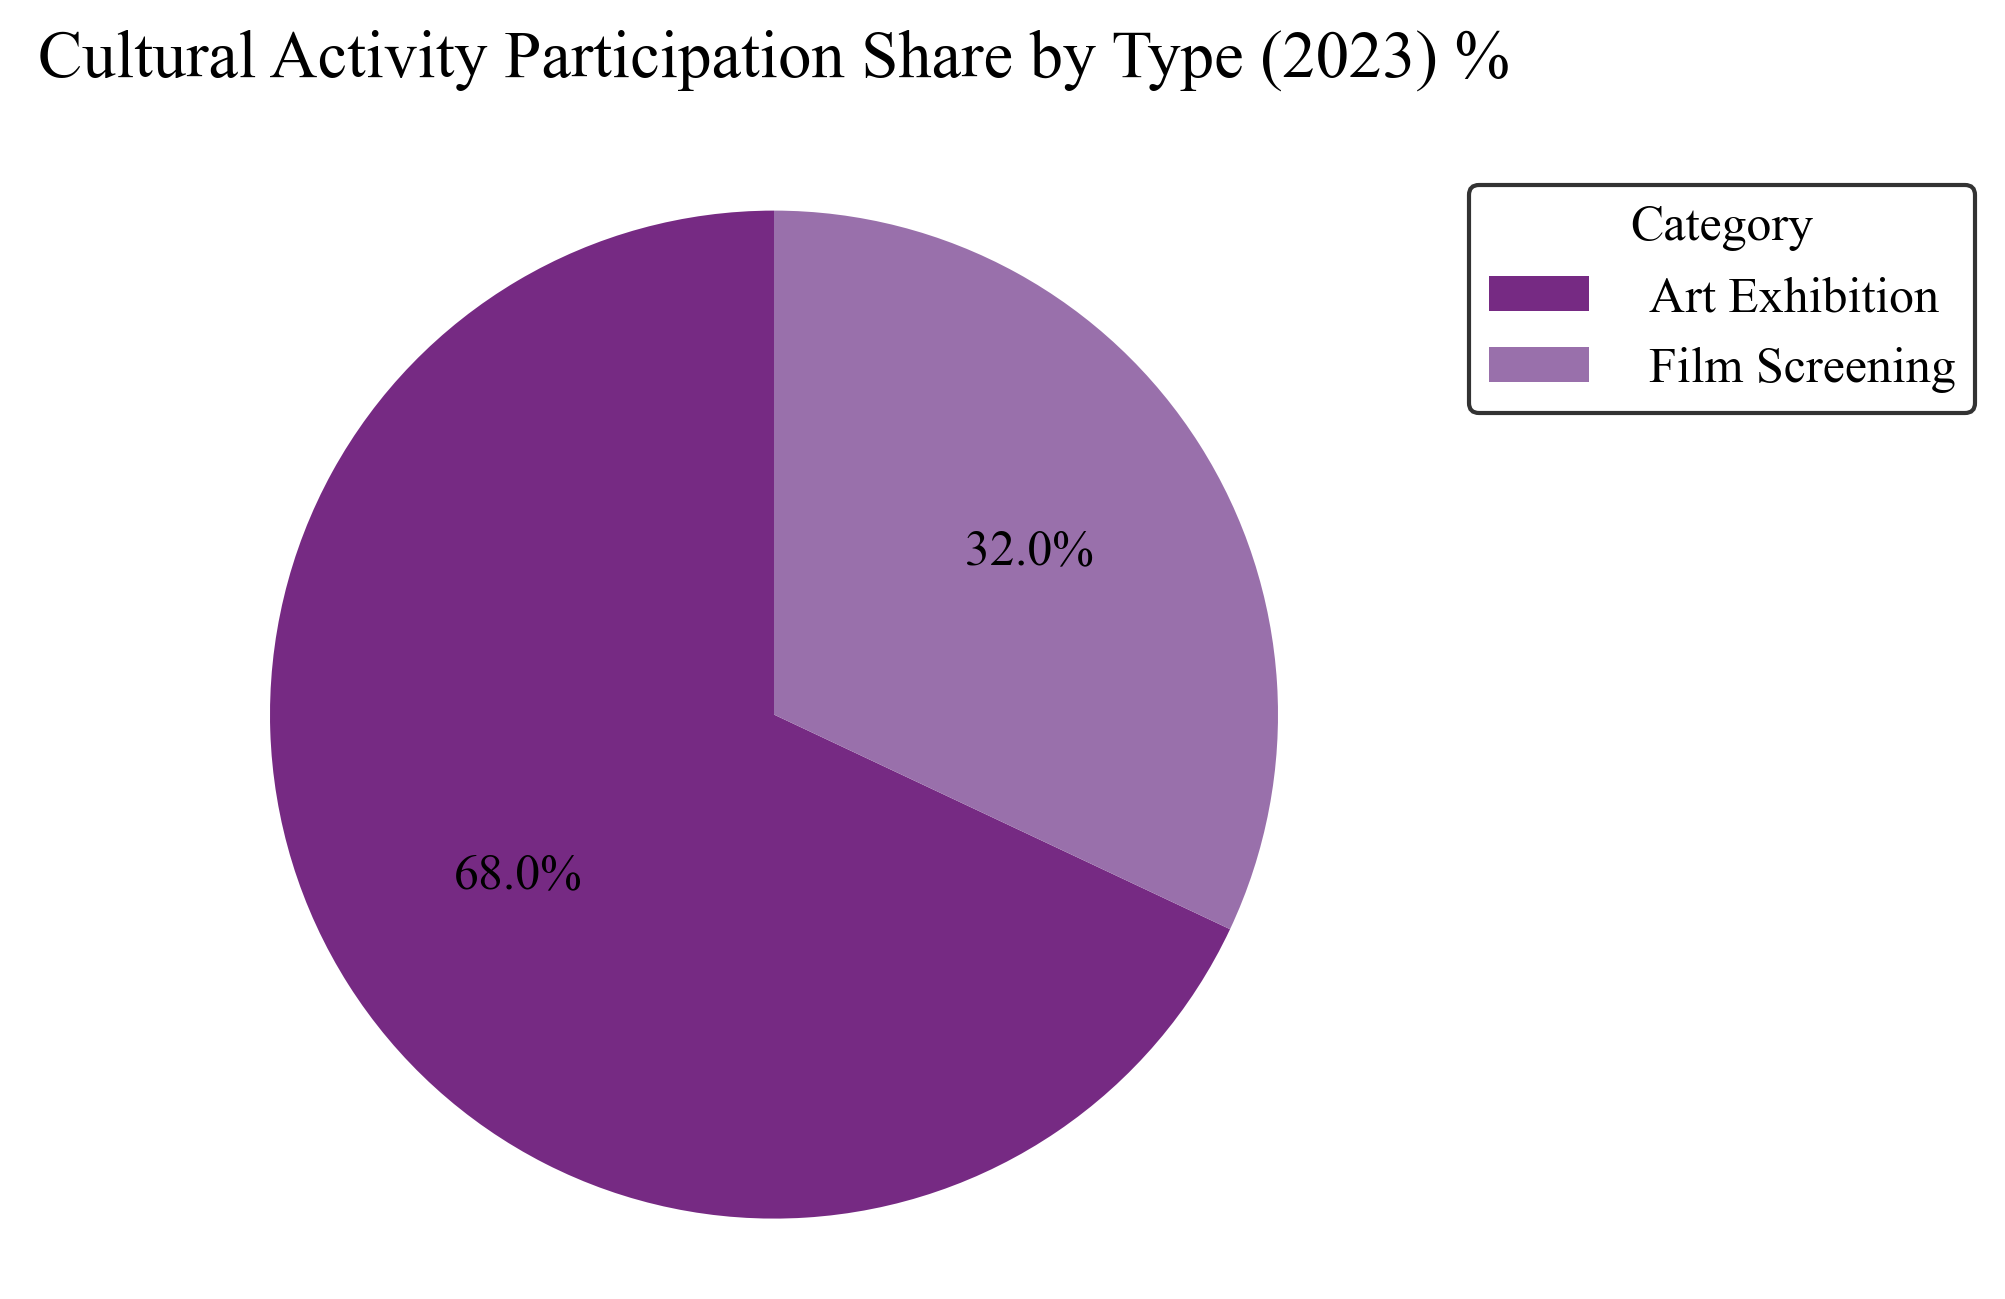 Cultural Activity Participation Share by Type (2023) %
Category
Art Exhibition
Film Screening
32.0%
68.0%